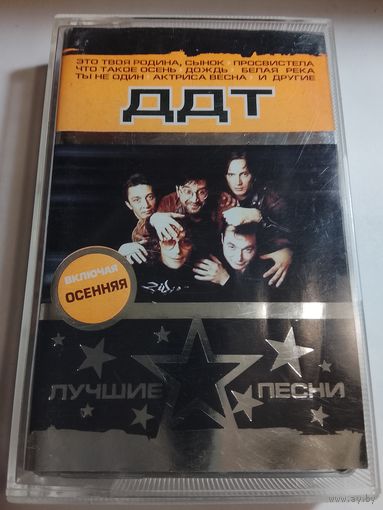 ЭТО ТВОЯ РОДИНА, СЫНОК · ПРОСВИСТЕЛА
ЧТО ТАКОЕ ОСЕНЬ · ДОЖДЬ · БЕЛАЯ РЕКА
ТЫ НЕ ОДИН · АКТРИСА ВЕСНА · И ДРУГИЕ
ДДТ
ВКЛЮЧАЯ
ОСЕННЯЯ
ЛУЧШИЕ ПЕСНИ
ay.by